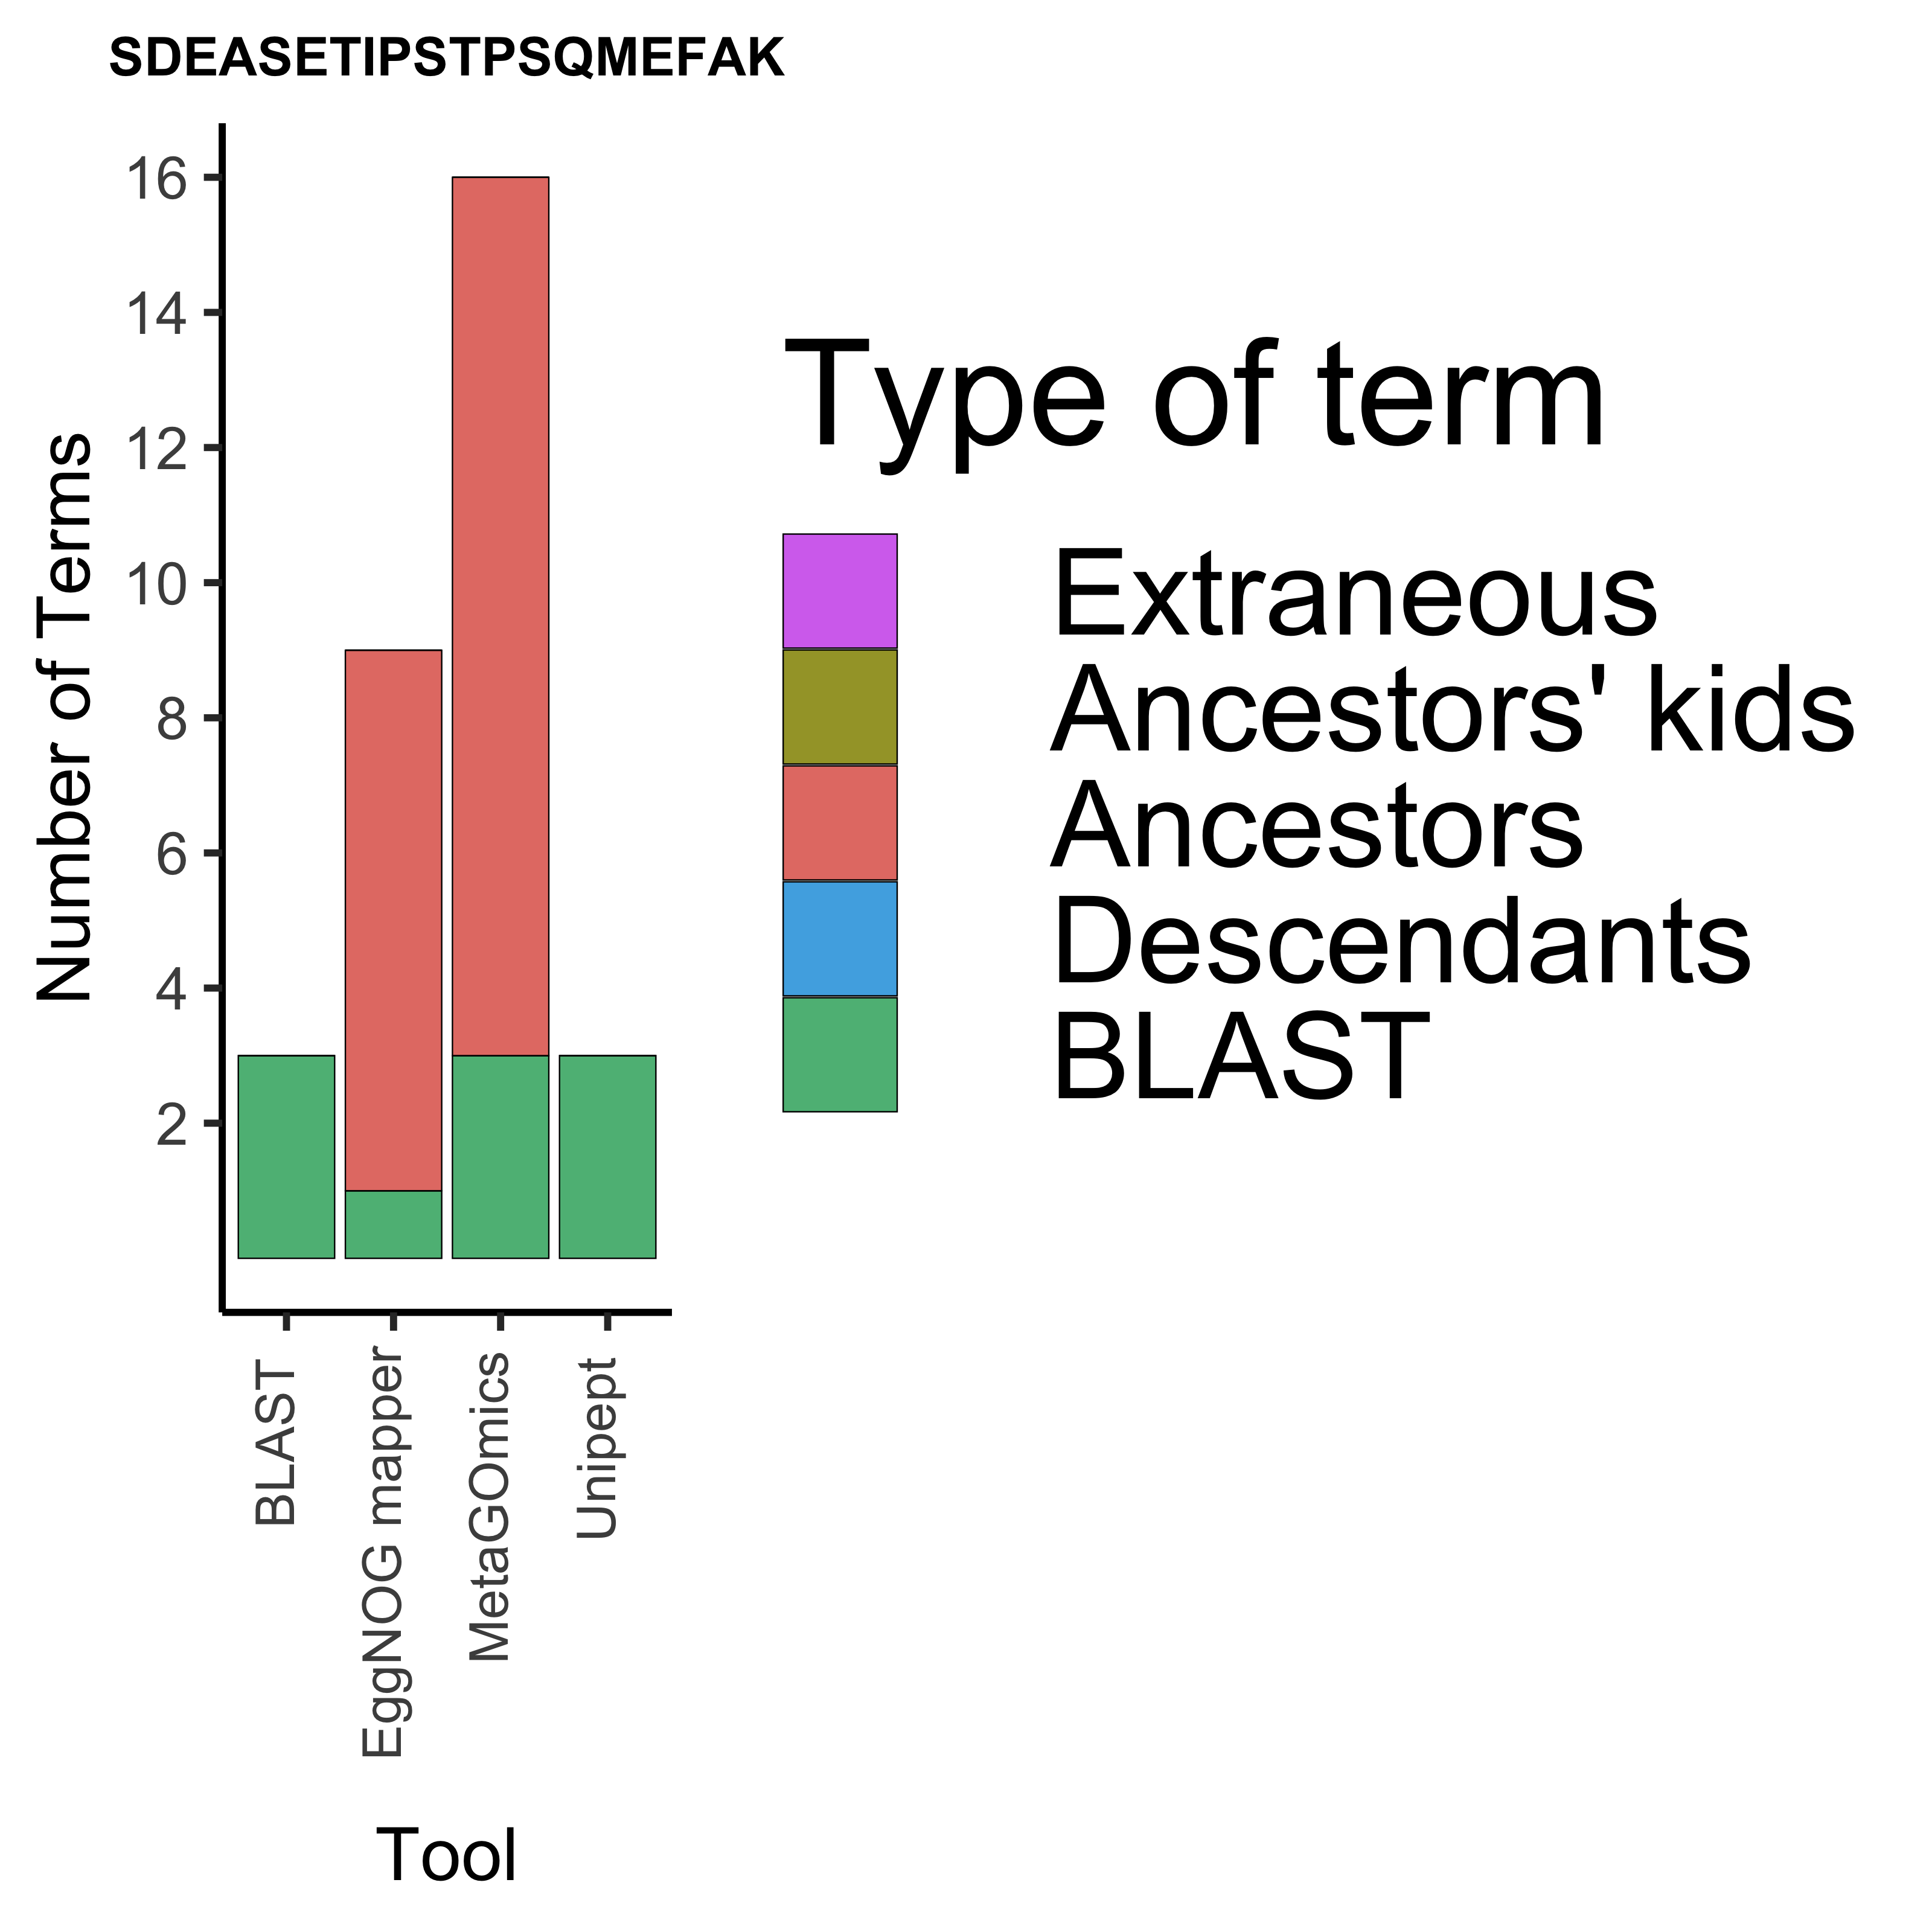 SDEASETIPSTPSQMEFAK
16
14
12
10
8
6
4
2
Number of Terms
BLAST
EggNOG mapper
MetaGOmics
Unipept
Tool
Type of term
Extraneous
Ancestors' kids
Ancestors
Descendants
BLAST